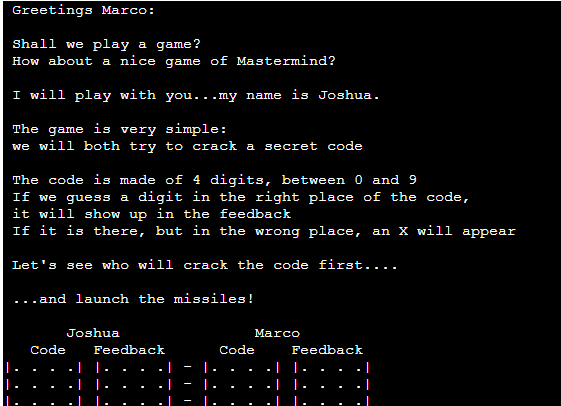 Greetings Marco:
Shall we play a game?
How about a nice game of Mastermind?
I will play with you...my name is Joshua.
The game is very simple:
we will both try to crack a secret code
The code is made of 4 digits, between 0 and 9
If we guess a digit in the right place of the code,
it will show up in the feedback
If it is there, but in the wrong place, an X will appear
Let's see who will crack the code first....
...and launch the missiles!
Joshua Marco
Code Feedback Code Feedback
|. . . .| |. . . .| - |. . . .| |. . . .|
|. . . .| |. . . .| - |. . . .| |. . . .|
|. . . .| |. . . .| - |. . . .| |. . . .|